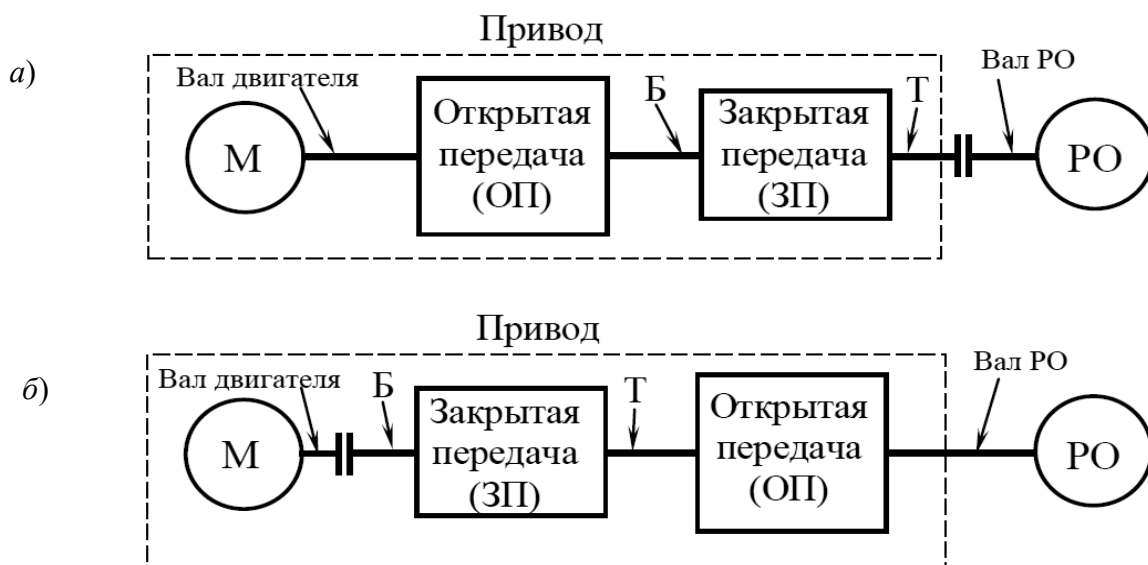 Привод
а)
Вал двигателя
Вал РО
М
Открытая
передача
(ОП)
Б
Закрытая
передача
(ЗП)
Т
РО
Привод
б)
Вал двигателя
Вал РО
М
Б
Закрытая
передача
(ЗП)
Т
Открытая
передача
(ОП)
РО